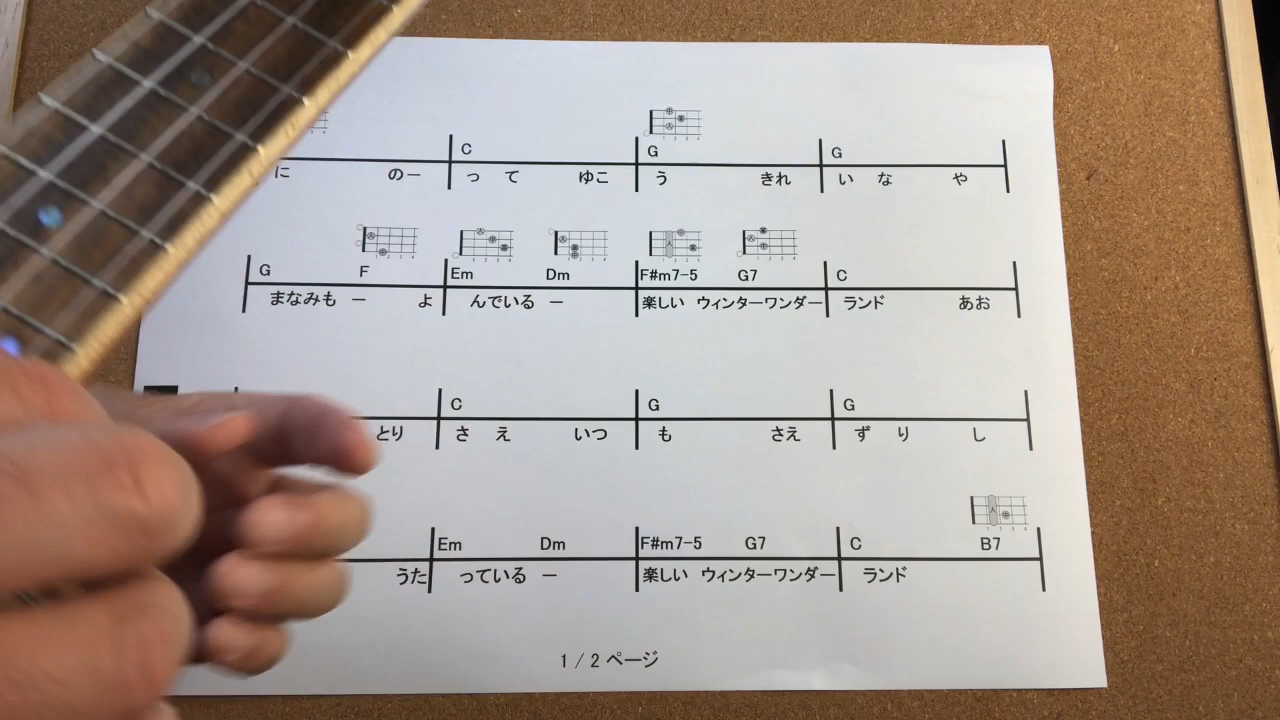 C G G
に のー って ゆこ う きれ いな や
G F Em Dm F#m7-5 G7 C
まなみも ー よ んでいる ー 楽しい ウィンターワンダー ランド あお
C G G
とり さえ いつ も さえ ずり し
Em Dm F#m7-5 G7 C B7
うた っている ー 楽しい ウィンターワンダー ランド
1 / 2 ページ